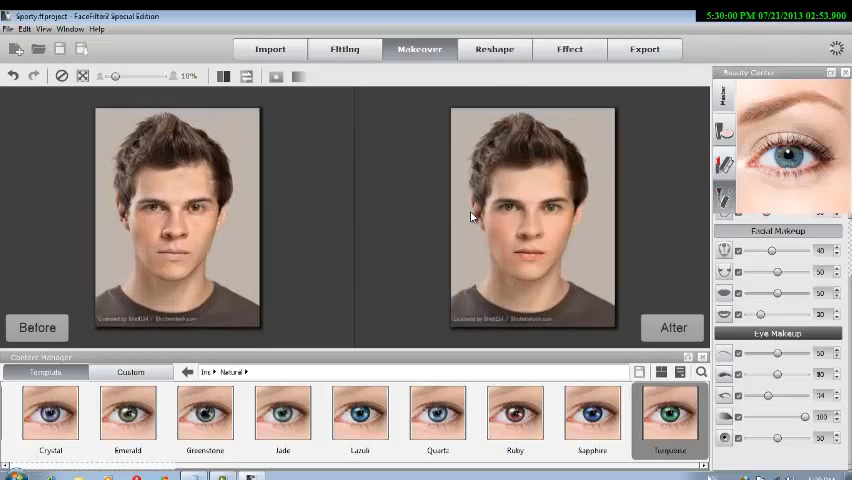 Sporty.ffproject - FaceFilter3 Special Edition
5:30:00 PM 07/21/2013 02:53.900
File Edit View Window Help
Import Fitting Makeover Reshape Effect Export
18%
Beauty Center
Master
Before
After
Facial Makeup
40
50
50
20
Eye Makeup
50
34
100
50
Content Manager
Template Custom
Iris Natural
Crystal Emerald Greenstone Jade Lazuli Quartz Ruby Sapphire Turquoise